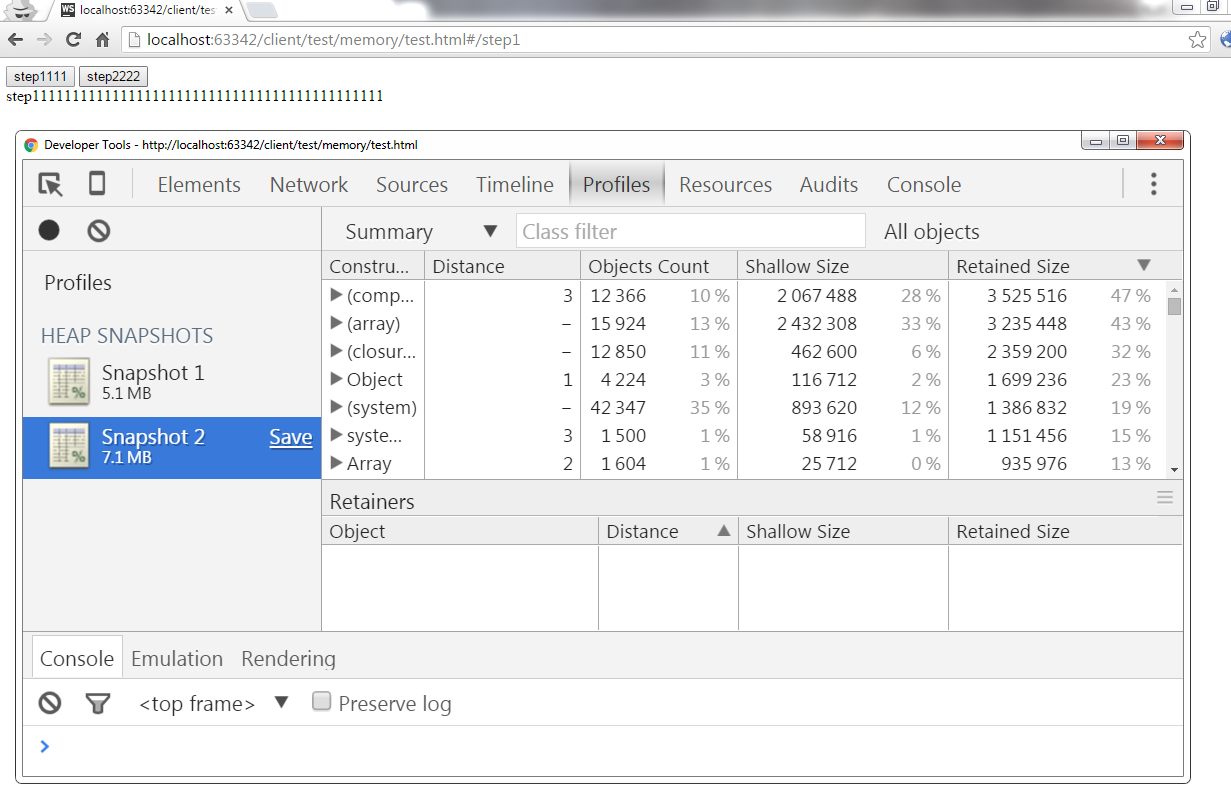 WS localhost:63342/client/tes
localhost:63342/client/test/memory/test.html#/step1
step1111 step2222
step11111111111111111111111111111111111111111111
Developer Tools - http://localhost:63342/client/test/memory/test.html
Elements Network Sources Timeline Profiles Resources Audits Console
Summary Class filter All objects
Profiles
HEAP SNAPSHOTS
Snapshot 1
5.1 MB
Snapshot 2 Save
7.1 MB
Constru... Distance Objects Count Shallow Size Retained Size
(comp... 3 12 366 10 % 2 067 488 28 % 3 525 516 47 %
(array) – 15 924 13 % 2 432 308 33 % 3 235 448 43 %
(closur... – 12 850 11 % 462 600 6 % 2 359 200 32 %
Object 1 4 224 3 % 116 712 2 % 1 699 236 23 %
(system) – 42 347 35 % 893 620 12 % 1 386 832 19 %
syste... 3 1 500 1 % 58 916 1 % 1 151 456 15 %
Array 2 1 604 1 % 25 712 0 % 935 976 13 %
Retainers
Object Distance Shallow Size Retained Size
Console Emulation Rendering
<top frame> Preserve log